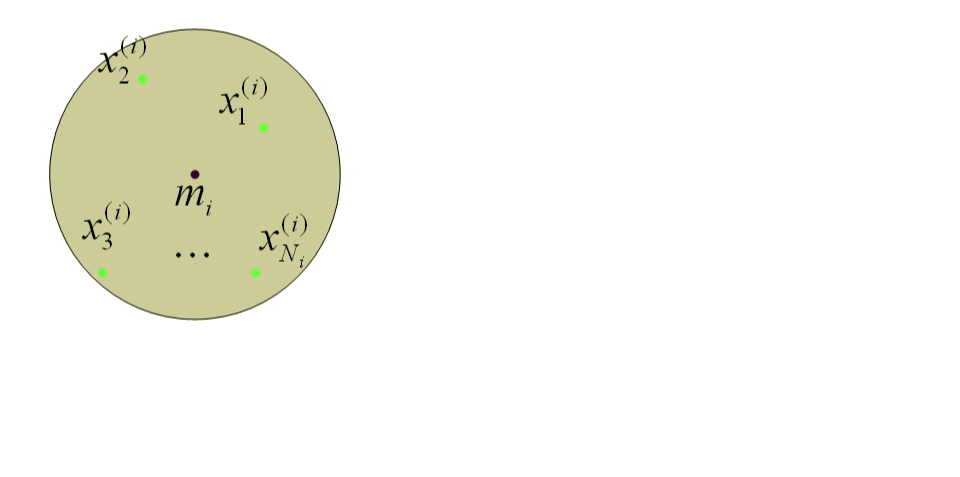 x_2^{(i)}
x_1^{(i)}
m_i
x_3^{(i)}
... x_{N_i}^{(i)}